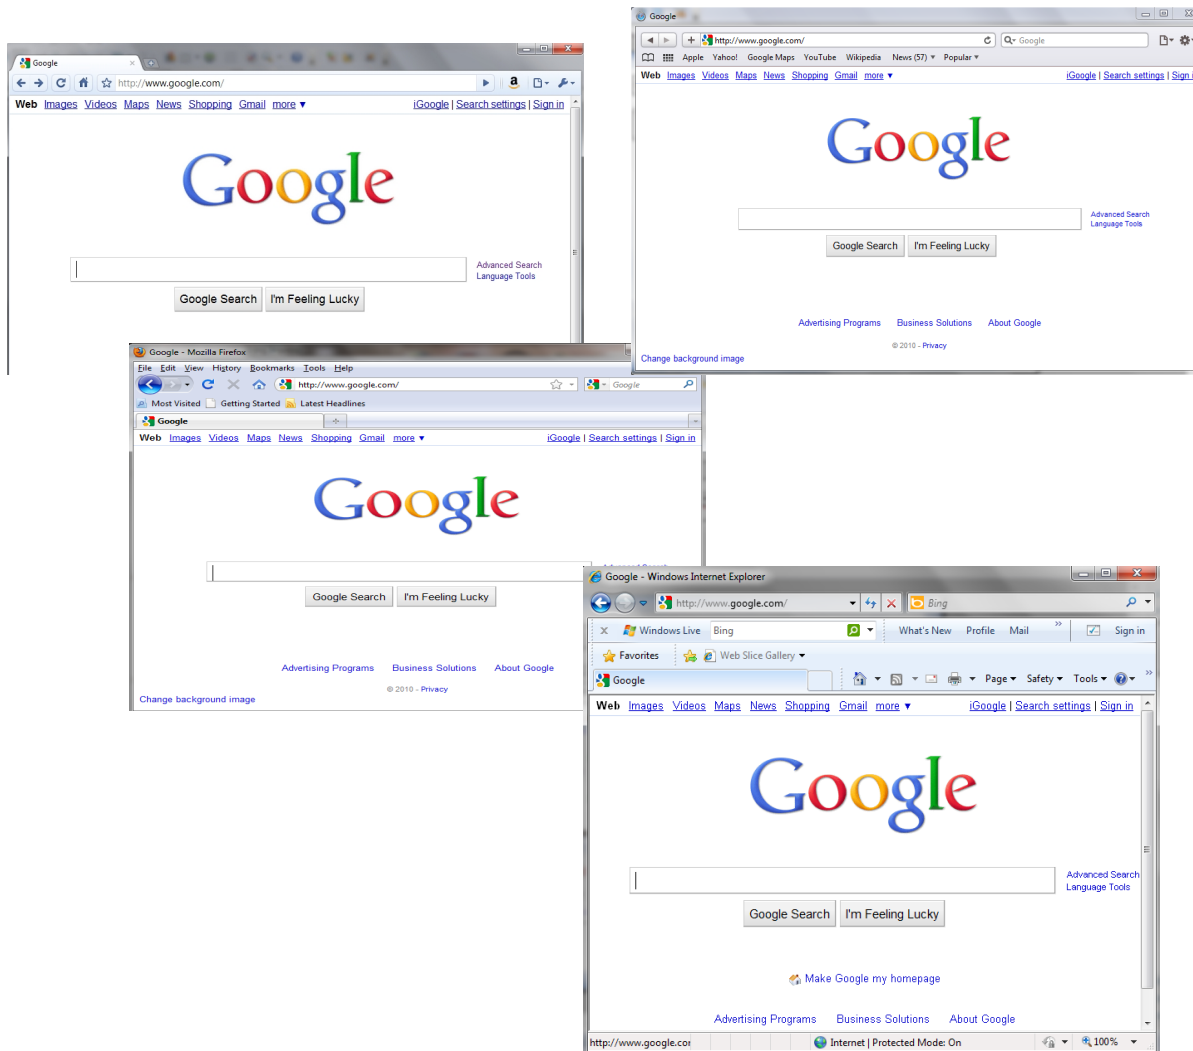 Google
http://www.google.com/
Web Images Videos Maps News Shopping Gmail more ▼ iGoogle | Search settings | Sign in
Google
Advanced Search
Language Tools
Google Search I'm Feeling Lucky
Google
http://www.google.com/ Google
Apple Yahoo! Google Maps YouTube Wikipedia News (57) ▾ Popular ▾
Web Images Videos Maps News Shopping Gmail more ▼ iGoogle | Search settings |
Google
Advanced Search
Language Tools
Google Search I'm Feeling Lucky
Advertising Programs Business Solutions About Google
© 2010 - Privacy
Change background image
Google - Mozilla Firefox
File Edit View History Bookmarks Tools Help
http://www.google.com/ Google
Most Visited Getting Started Latest Headlines
Google
Web Images Videos Maps News Shopping Gmail more ▼ iGoogle | Search settings | Sign in
Google
Google Search I'm Feeling Lucky
Advertising Programs Business Solutions About Google
© 2010 - Privacy
Change background image
Google - Windows Internet Explorer
http://www.google.com/ Bing
x Windows Live Bing What's New Profile Mail » Sign in
Favorites Web Slice Gallery ▾
Google Page ▾ Safety ▾ Tools ▾ »
Web Images Videos Maps News Shopping Gmail more ▼ iGoogle | Search settings | Sign in
Google
Advanced Search
Language Tools
Google Search I'm Feeling Lucky
Make Google my homepage
Advertising Programs Business Solutions About Google
http://www.google.cor Internet | Protected Mode: On 100%